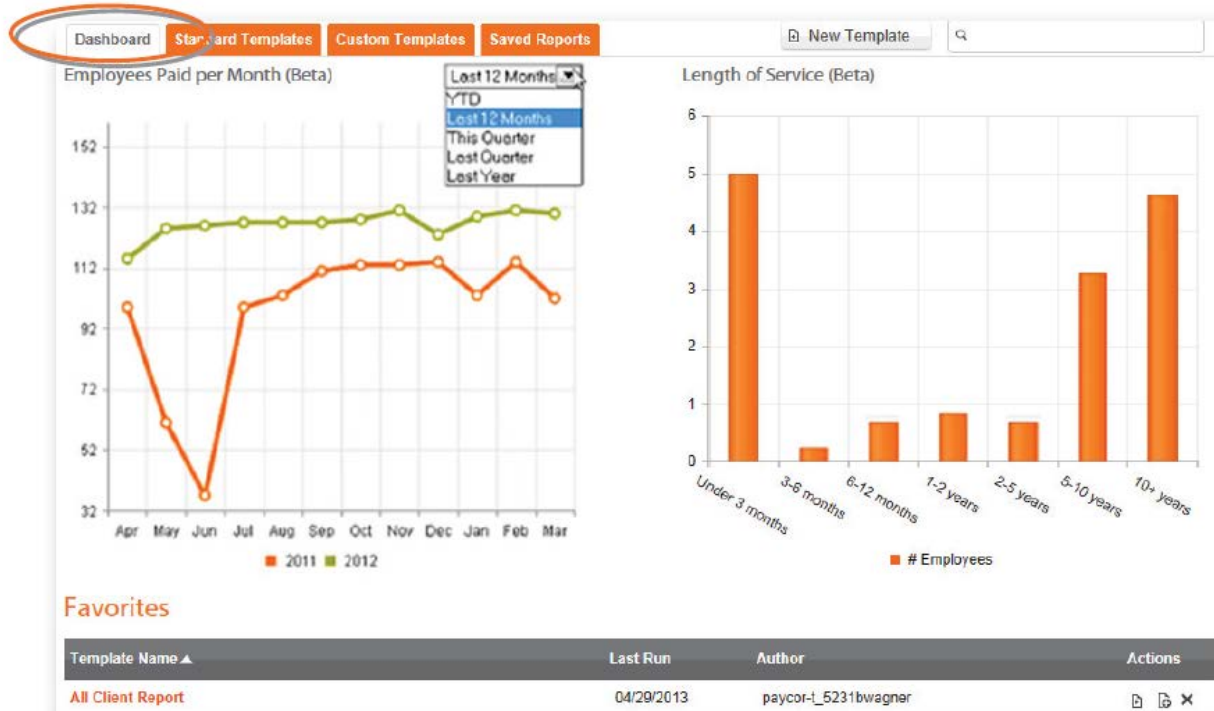 Dashboard Standard Templates Custom Templates Saved Reports New Template
Employees Paid per Month (Beta)
Last 12 Months
YTD
Last 12 Months
This Quarter
Last Quarter
Last Year
152
132
112
92
72
52
32
Apr May Jun Jul Aug Sep Oct Nov Dec Jan Feb Mar
2011 2012
Length of Service (Beta)
6
5
4
3
2
1
0
Under 3 months 3-6 months 6-12 months 1-2 years 2-5 years 5-10 years 10+ years
# Employees
Favorites
Template Name Last Run Author Actions
All Client Report 04/29/2013 paycor-t_5231bwagner